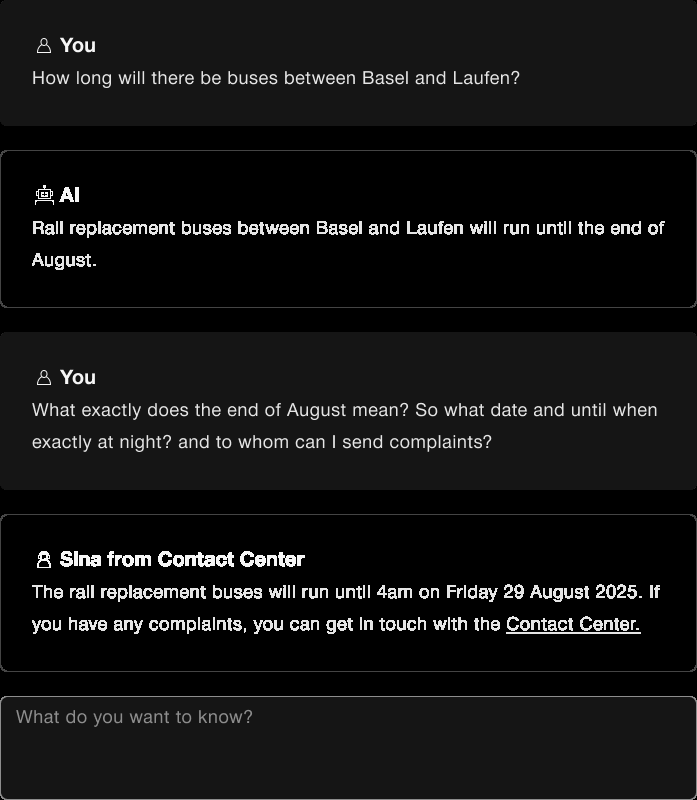 You
How long will there be buses between Basel and Laufen?
AI
Rail replacement buses between Basel and Laufen will run until the end of
August.
You
What exactly does the end of August mean? So what date and until when
exactly at night? and to whom can I send complaints?
Sina from Contact Center
The rail replacement buses will run until 4am on Friday 29 August 2025. If
you have any complaints, you can get in touch with the Contact Center.
What do you want to know?